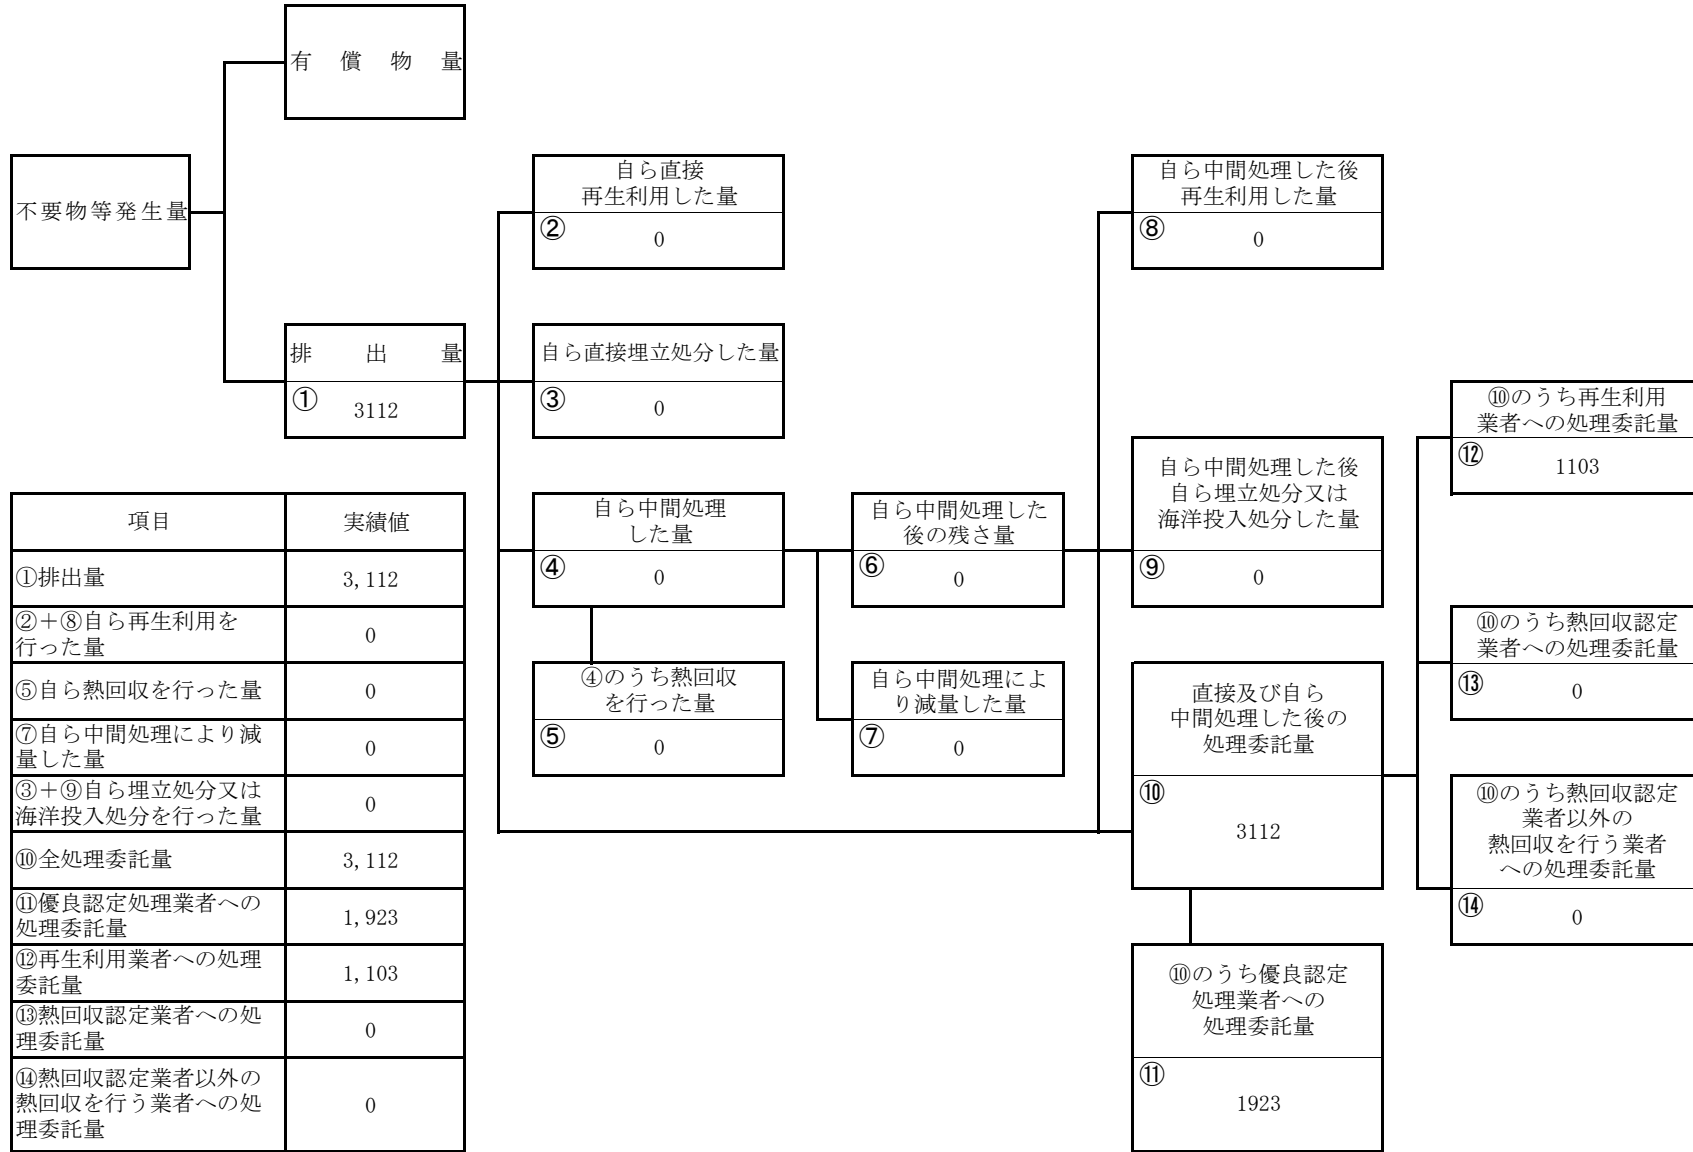 有償物量
不要物等発生量
排出量
① 3112
自ら直接
再生利用した量
② 0
自ら直接埋立処分した量
③ 0
自ら中間処理
した量
④ 0
④のうち熱回収
を行った量
⑤ 0
自ら中間処理した
後の残さ量
⑥ 0
自ら中間処理によ
り減量した量
⑦ 0
自ら中間処理した後
再生利用した量
⑧ 0
自ら中間処理した後
自ら埋立処分又は
海洋投入処分した量
⑨ 0
直接及び自ら
中間処理した後の
処理委託量
⑩
3112
⑩のうち優良認定
処理業者への
処理委託量
⑪
1923
⑩のうち再生利用
業者への処理委託量
⑫ 1103
⑩のうち熱回収認定
業者への処理委託量
⑬ 0
⑩のうち熱回収認定
業者以外の
熱回収を行う業者
への処理委託量
⑭ 0
項目 実績値
①排出量 3,112
②+⑧自ら再生利用を
行った量 0
⑤自ら熱回収を行った量 0
⑦自ら中間処理により減
量した量 0
③+⑨自ら埋立処分又は
海洋投入処分を行った量 0
⑩全処理委託量 3,112
⑪優良認定処理業者への
処理委託量 1,923
⑫再生利用業者への処理
委託量 1,103
⑬熱回収認定業者への処
理委託量 0
⑭熱回収認定業者以外の
熱回収を行う業者への処
理委託量 0